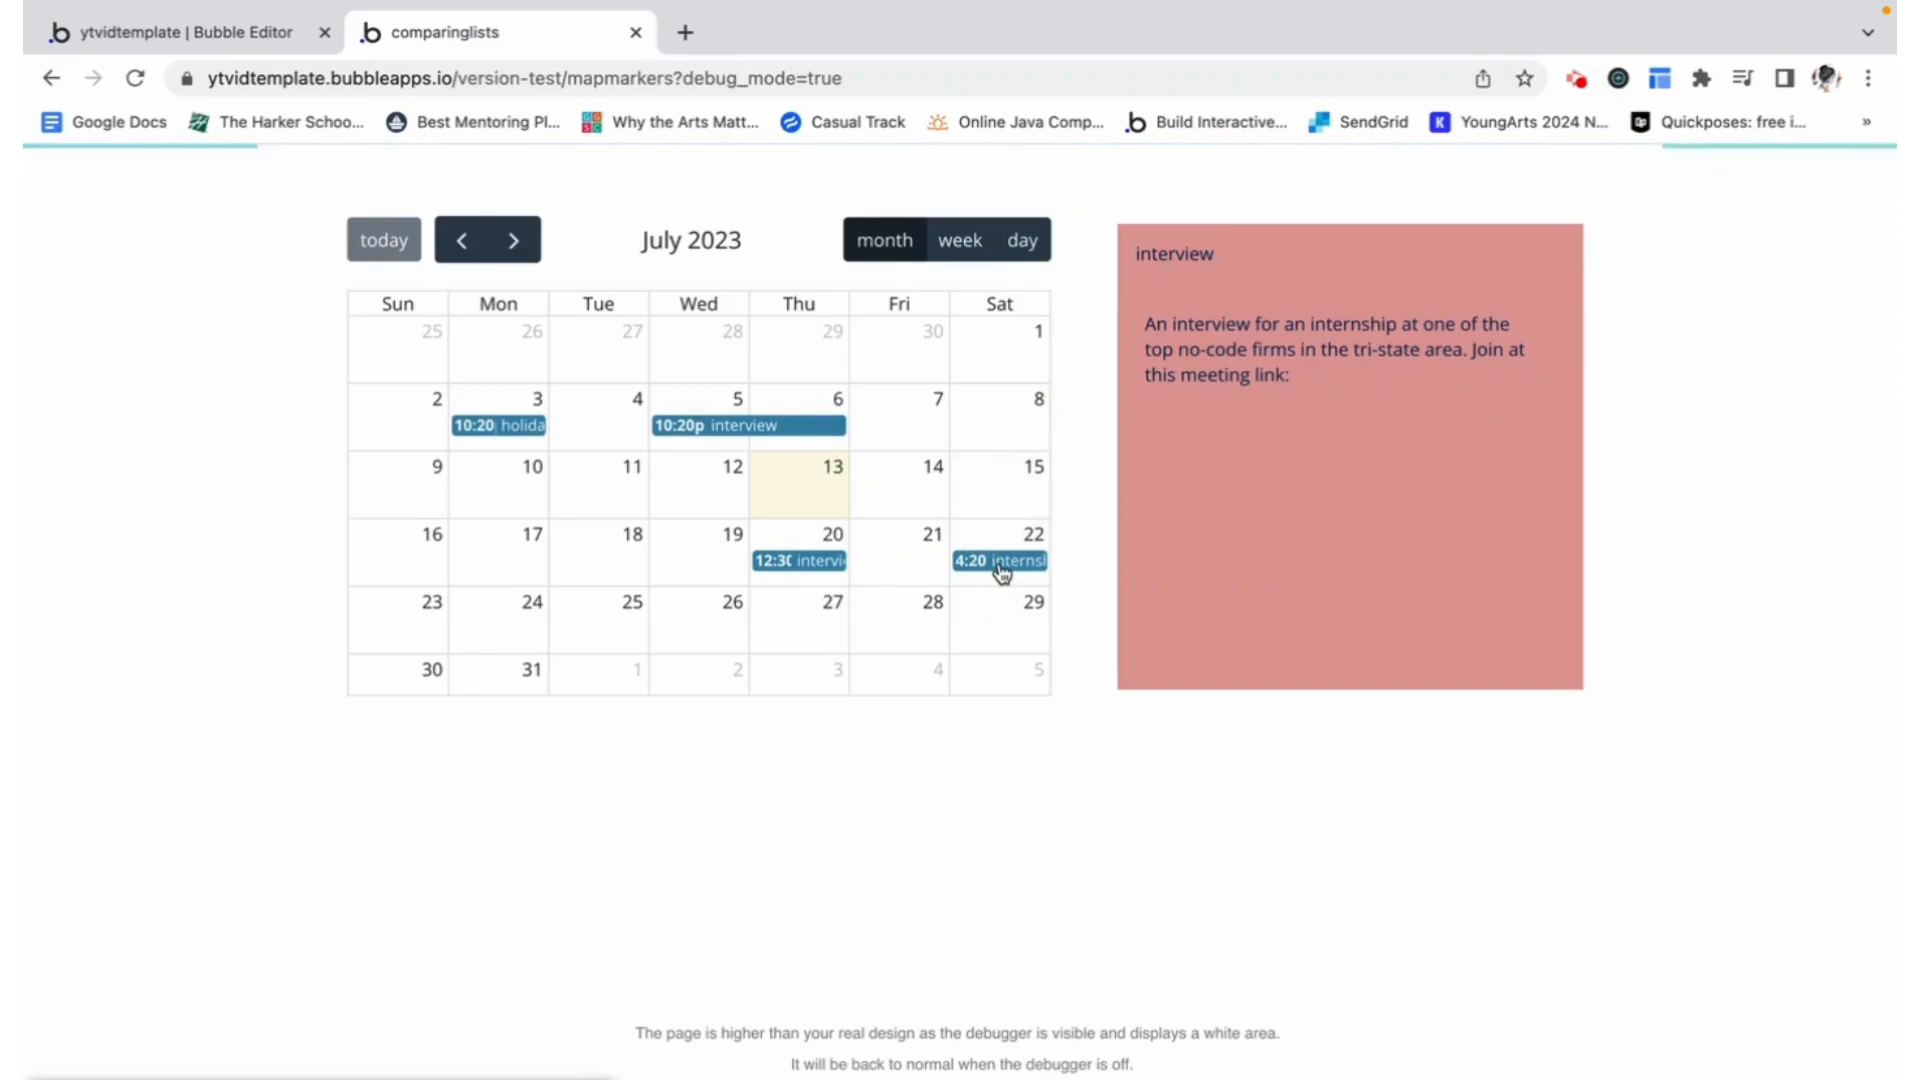 ytvidtemplate | Bubble Editor
comparinglists
ytvidtemplate.bubbleapps.io/version-test/mapmarkers?debug_mode=true
Google Docs
The Harker Schoo...
Best Mentoring Pl...
Why the Arts Matt...
Casual Track
Online Java Comp...
Build Interactive...
SendGrid
YoungArts 2024 N...
Quickposes: free i...
today
July 2023
month week day
Sun Mon Tue Wed Thu Fri Sat
25 26 27 28 29 30 1
2 3 4 5 6 7 8
10:20 holida
10:20p interview
9 10 11 12 13 14 15
16 17 18 19 20 21 22
12:30 intervi
4:20 internsl
23 24 25 26 27 28 29
30 31 1 2 3 4 5
interview
An interview for an internship at one of the
top no-code firms in the tri-state area. Join at
this meeting link:
The page is higher than your real design as the debugger is visible and displays a white area.
It will be back to normal when the debugger is off.